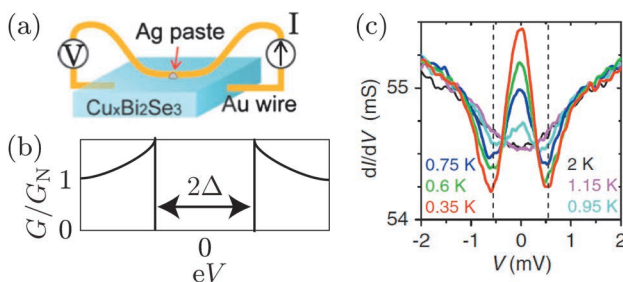 (a)
V
Ag paste
I
CuxBi2Se3
Au wire
(b)
G/G_N
1
0
2Δ
0
eV
(c)
dI/dV (mS)
55
54
0.75 K
0.6 K
0.35 K
2 K
1.15 K
0.95 K
-2
-1
0
1
2
V (mV)